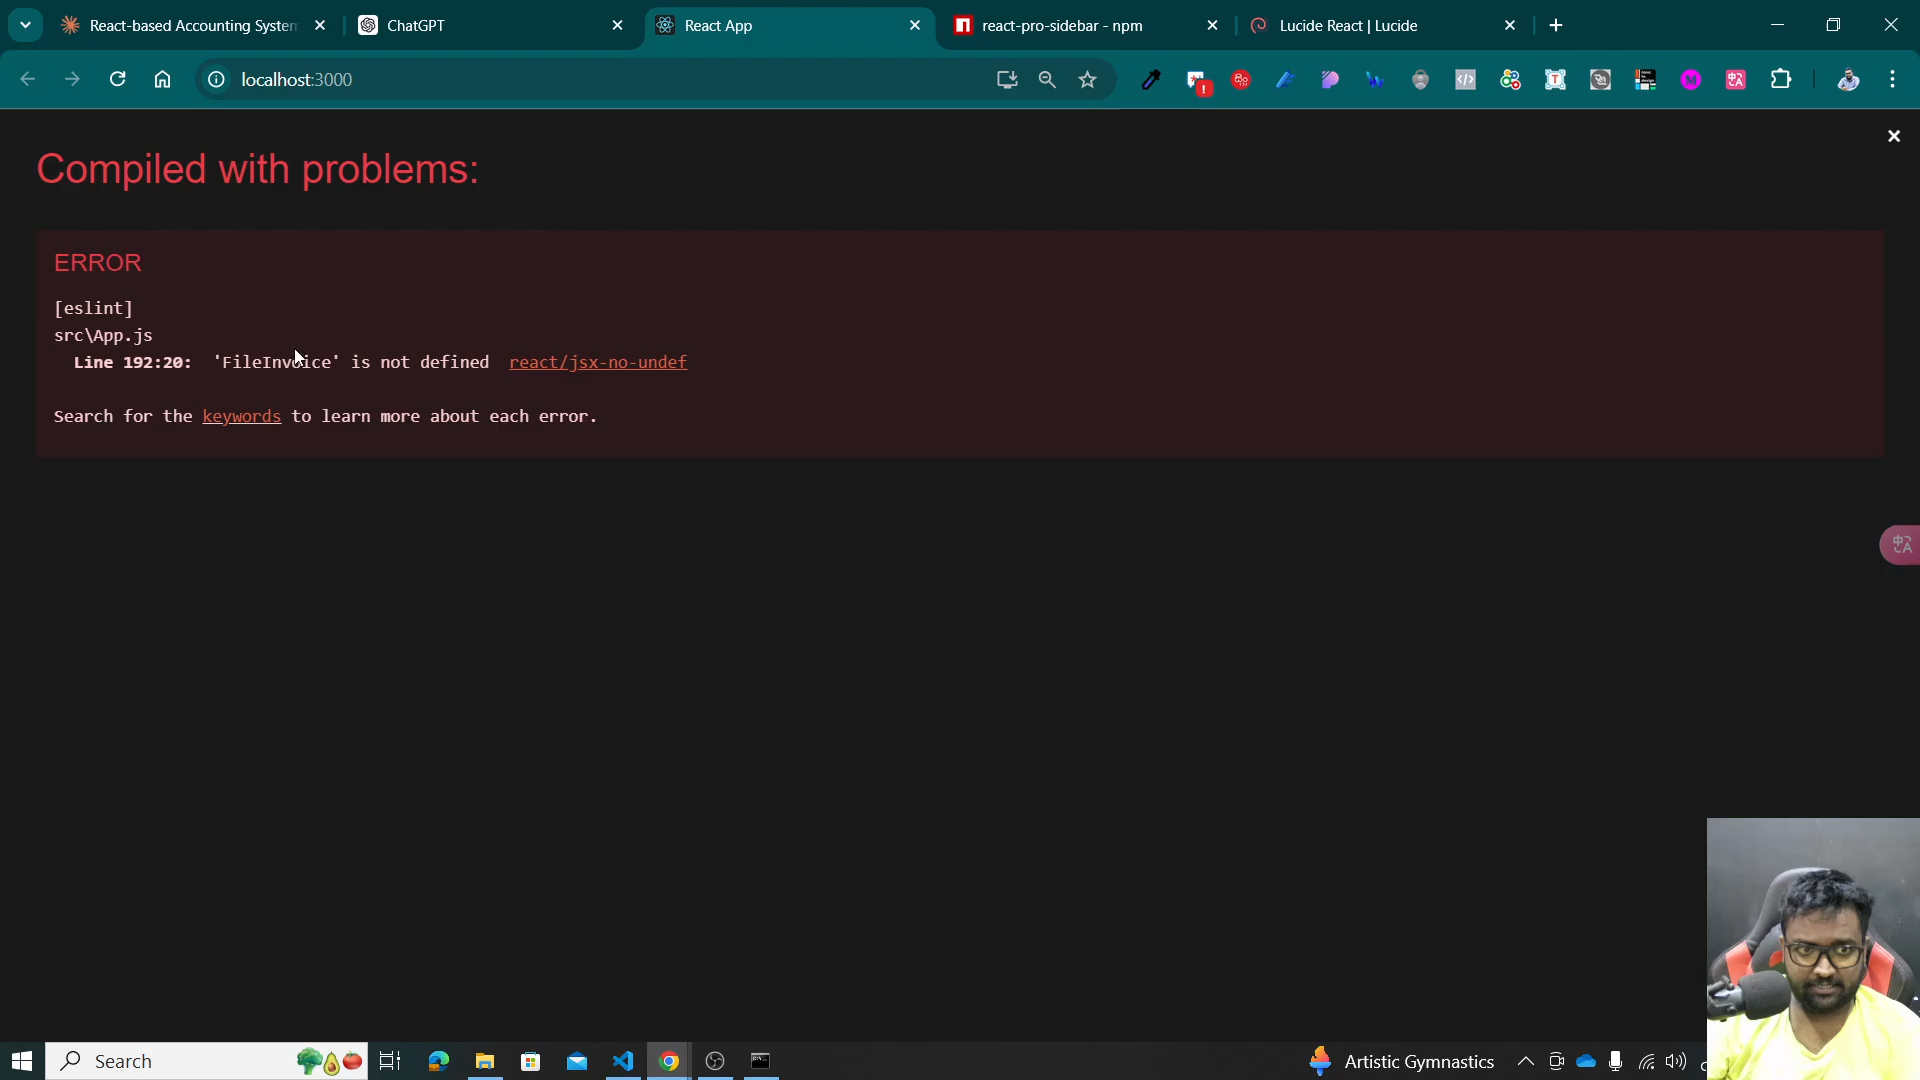 React-based Accounting System
ChatGPT
React App
react-pro-sidebar - npm
Lucide React | Lucide
localhost:3000
Compiled with problems:
ERROR
[eslint]
src\App.js
Line 192:20: 'FileInvoice' is not defined react/jsx-no-undef
Search for the keywords to learn more about each error.
Search
Artistic Gymnastics